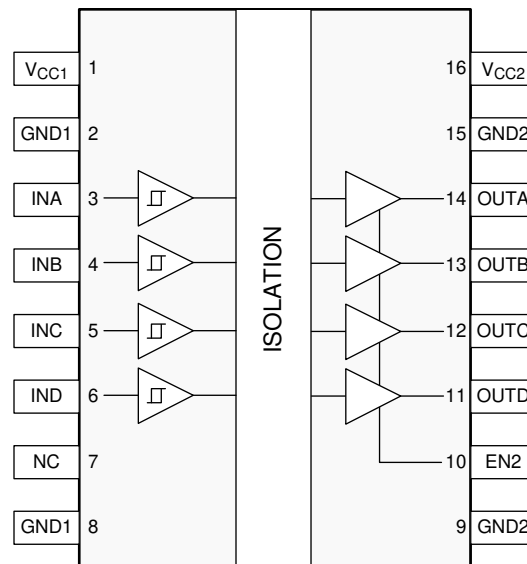 VCC1 1 16 VCC2
GND1 2 15 GND2
INA 3 14 OUTA
INB 4 13 OUTB
INC 5 12 OUTC
IND 6 11 OUTD
NC 7 10 EN2
GND1 8 9 GND2
ISOLATION